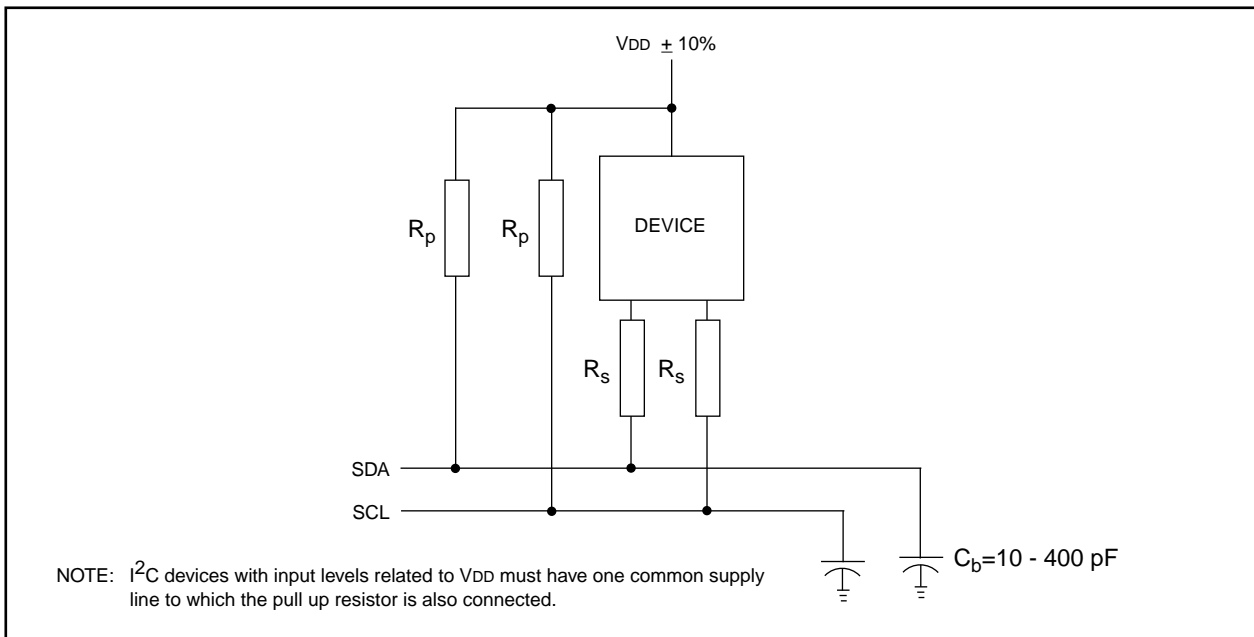 VDD ± 10%
Rp
Rp
DEVICE
Rs
Rs
SDA
SCL
Cb=10 - 400 pF
NOTE: I2C devices with input levels related to VDD must have one common supply
line to which the pull up resistor is also connected.